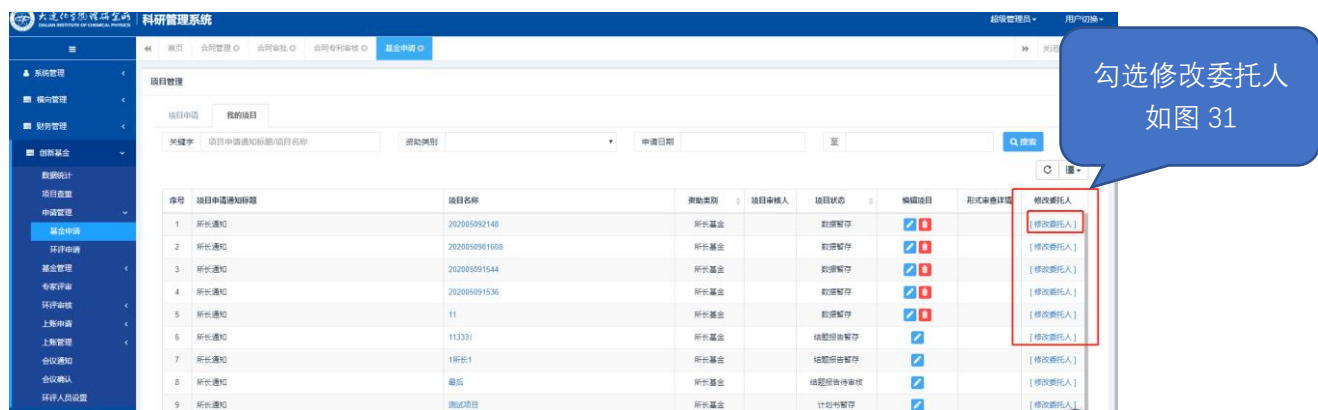 大连化学物理研究所 科研管理系统 超级管理员 用户切换
DALIAN INSTITUTE OF CHEMICAL PHYSICS
首页 合同管理 合同审批 合同专利审核 基金申请
勾选修改委托人
如图 31
系统管理
横向管理
财务管理
创新基金
数据统计
项目查重
申请管理
基金申请
环评申请
基金管理
专家评审
环评审核
上账申请
上账管理
会议通知
会议确认
环评人员设置
项目管理
项目申请 我的项目
关键字 项目申请通知标题/项目名称 资助类别 申请日期 至 搜索
序号 项目申请通知标题 项目名称 资助类别 项目审核人 项目状态 编辑项目 形式审查详情 修改委托人
1 所长通知 202005092148 所长基金 数据暂存 [修改委托人]
2 所长通知 2020050981608 所长基金 数据暂存 [修改委托人]
3 所长通知 202005091544 所长基金 数据暂存 [修改委托人]
4 所长通知 202005091536 所长基金 数据暂存 [修改委托人]
5 所长通知 11 所长基金 数据暂存 [修改委托人]
6 所长通知 113331 所长基金 结题报告暂存 [修改委托人]
7 所长通知 1所长1 所长基金 结题报告暂存 [修改委托人]
8 所长通知 最后 所长基金 结题报告待审核 [修改委托人]
9 所长通知 测试项目 所长基金 计划书暂存 [修改委托人]